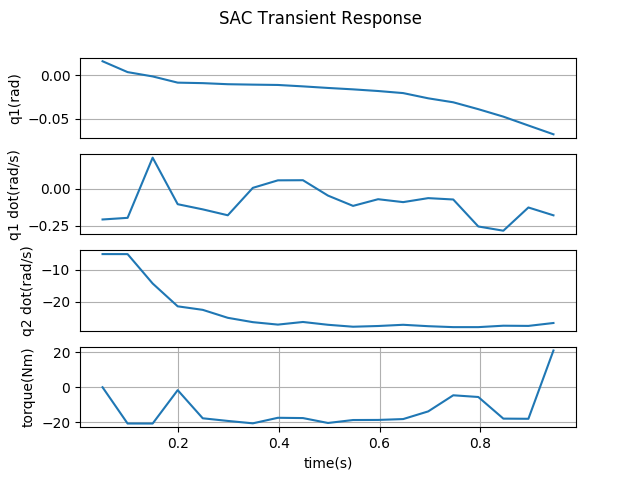 SAC Transient Response
q1(rad)
0.00
−0.05
q1 dot(rad/s)
0.00
−0.25
q2 dot(rad/s)
−10
−20
torque(Nm)
20
0
−20
0.2 0.4 0.6 0.8
time(s)